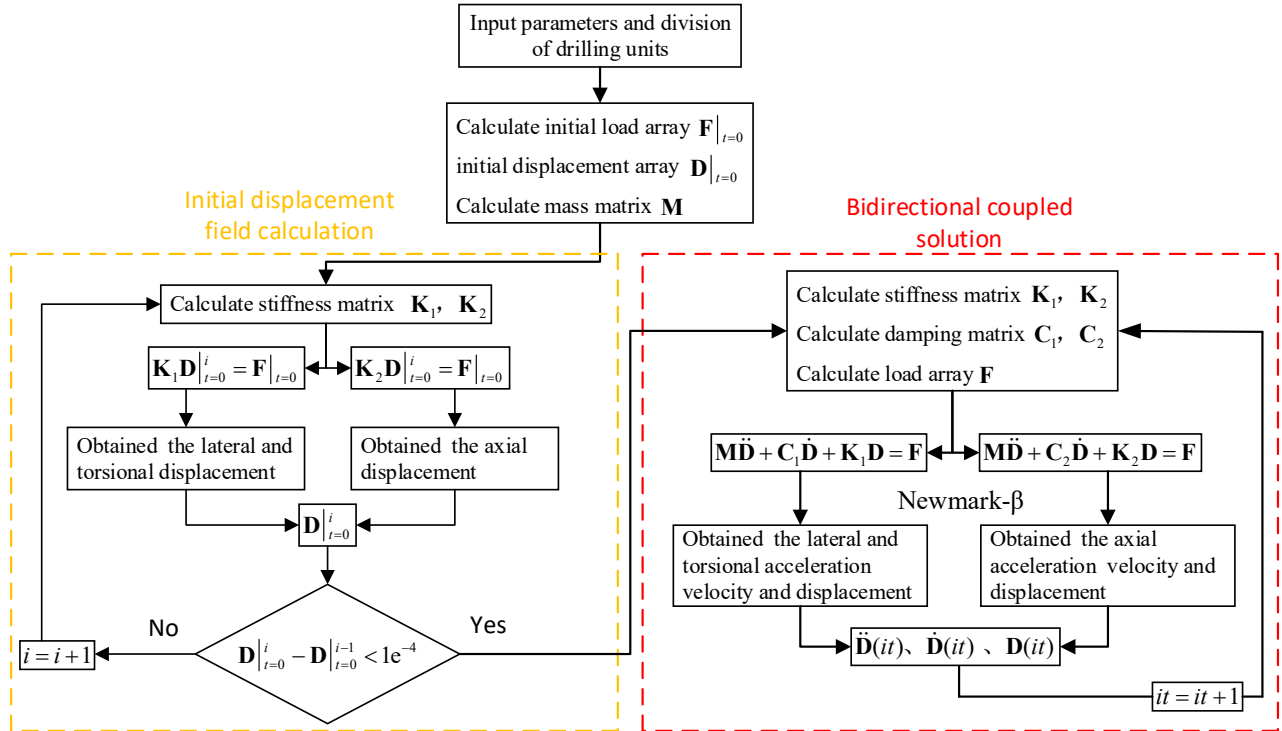 Input parameters and division
of drilling units
Calculate initial load array F|ₜ₌₀
initial displacement array D|ₜ₌₀
Calculate mass matrix M
Initial displacement
field calculation
Calculate stiffness matrix K₁, K₂
K₁D|ⁱₜ₌₀ = F|ₜ₌₀
K₂D|ⁱₜ₌₀ = F|ₜ₌₀
Obtained the lateral and
torsional displacement
Obtained the axial
displacement
D|ⁱₜ₌₀
D|ⁱₜ₌₀ − D|ⁱ⁻¹ₜ₌₀ < 1e⁻⁴
No
Yes
i = i+1
Bidirectional coupled
solution
Calculate stiffness matrix K₁, K₂
Calculate damping matrix C₁, C₂
Calculate load array F
MD̈ + C₁Ḋ + K₁D = F
MD̈ + C₂Ḋ + K₂D = F
Newmark-β
Obtained the lateral and
torsional acceleration
velocity and displacement
Obtained the axial
acceleration velocity and
displacement
D̈(it)、Ḋ(it) 、D(it)
it = it+1